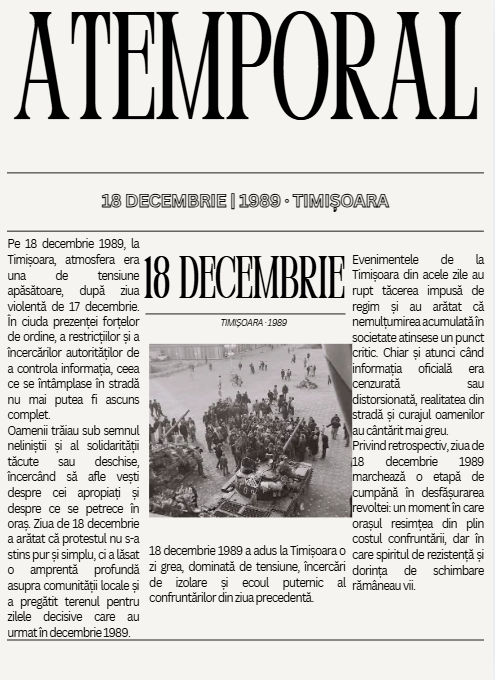 ATEMPORAL
18 DECEMBRIE | 1989 · TIMIȘOARA
Pe 18 decembrie 1989, la
Timișoara, atmosfera era
una de tensiune
apăsătoare, după ziua
violentă de 17 decembrie.
În ciuda prezenței forțelor
de ordine, a restricțiilor și a
încercărilor autorităților de
a controla informația, ceea
ce se întâmplase în stradă
nu mai putea fi ascuns
complet.
Oamenii trăiau sub semnul
neliniștii și al solidarității
tăcute sau deschise,
încercând să afle vești
despre cei apropiați și
despre ce se petrece în
oraș. Ziua de 18 decembrie
a arătat că protestul nu s-a
stins pur și simplu, ci a lăsat
o amprentă profundă
asupra comunității locale și
a pregătit terenul pentru
zilele decisive care au
urmat în decembrie 1989.
18 DECEMBRIE
TIMIȘOARA · 1989
18 decembrie 1989 a adus la Timișoara o
zi grea, dominată de tensiune, încercări
de izolare și ecoul puternic al
confruntărilor din ziua precedentă.
Evenimentele de la
Timișoara din acele zile au
rupt tăcerea impusă de
regim și au arătat că
nemulțumirea acumulată în
societate atinsese un punct
critic. Chiar și atunci când
informația oficială era
cenzurată sau
distorsionată, realitatea din
stradă și curajul oamenilor
au cântărit mai greu.
Privind retrospectiv, ziua de
18 decembrie 1989
marchează o etapă de
cumpănă în desfășurarea
revoltei: un moment în care
orașul resimțea din plin
costul confruntării, dar în
care spiritul de rezistență și
dorința de schimbare
rămâneau vii.